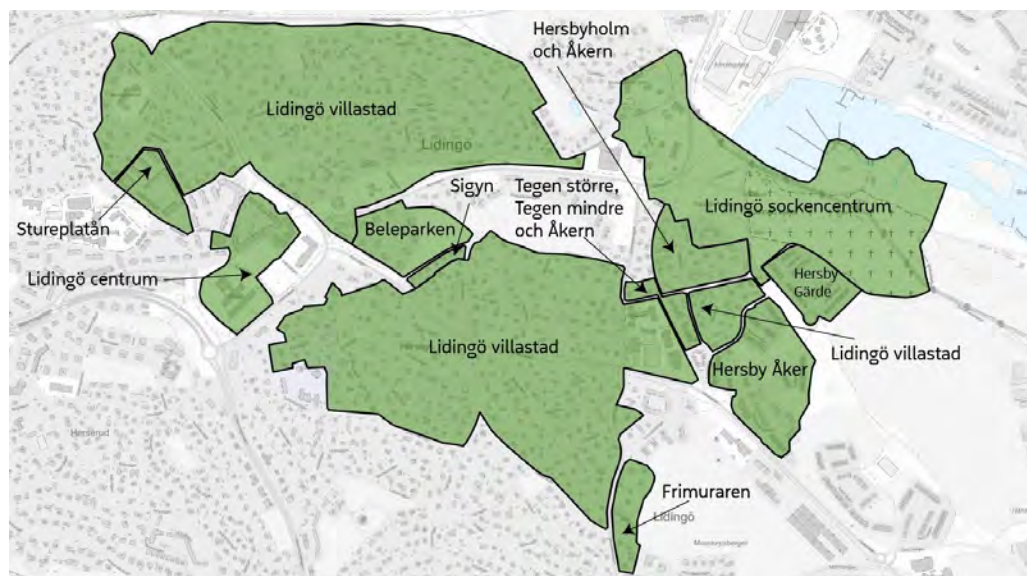 Hersbyholm
och Åkern
Lidingö villastad
Lidingö
Sigyn
Tegen större,
Tegen mindre
och Åkern
Lidingö sockencentrum
Stureplatån
Beleparken
Lidingö centrum
Hersby
Gärde
Lidingö villastad
Lidingö villastad
Hersby Åker
Herserud
Frimuraren
Lidingö